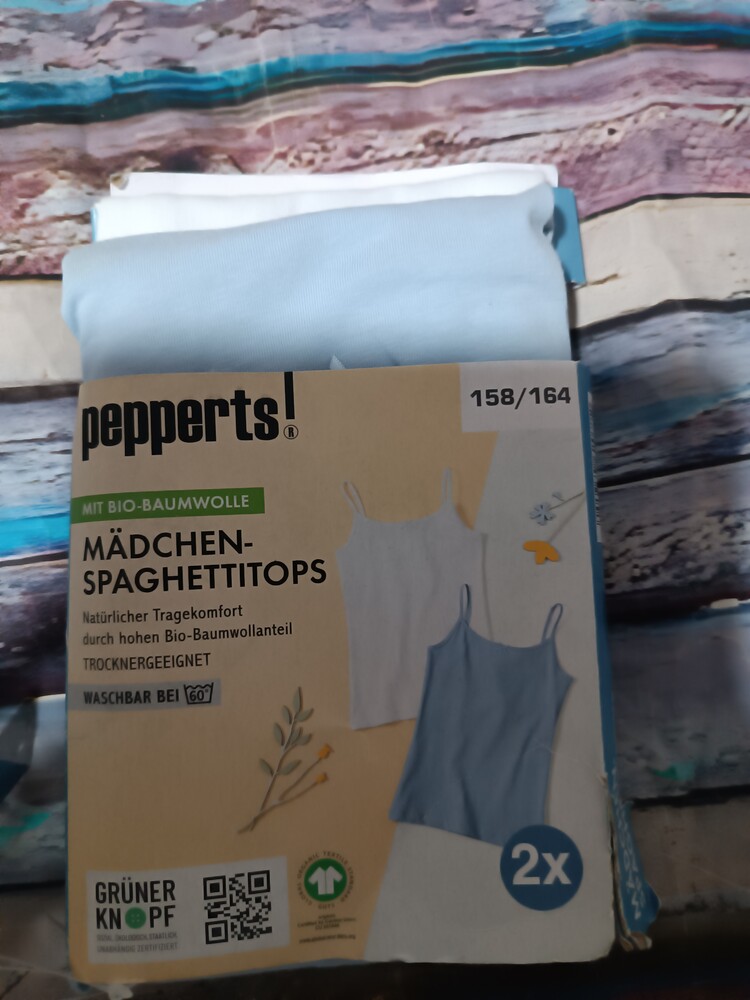 pepperts!®
158/164
MIT BIO-BAUMWOLLE
MÄDCHEN-
SPAGHETTITOPS
Natürlicher Tragekomfort
durch hohen Bio-Baumwollanteil
TROCKNERGEEIGNET
WASCHBAR BEI 60°
2x
GRÜNER
KNOPF